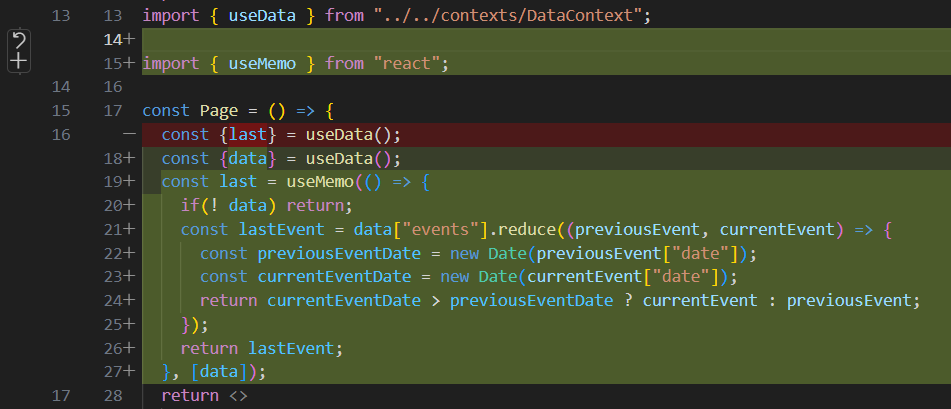 13 13 import { useData } from "../../contexts/DataContext";
14+
15+ import { useMemo } from "react";
14 16
15 17 const Page = () => {
16 — const {last} = useData();
18+ const {data} = useData();
19+ const last = useMemo(() => {
20+ if(! data) return;
21+ const lastEvent = data["events"].reduce((previousEvent, currentEvent) => {
22+ const previousEventDate = new Date(previousEvent["date"]);
23+ const currentEventDate = new Date(currentEvent["date"]);
24+ return currentEventDate > previousEventDate ? currentEvent : previousEvent;
25+ });
26+ return lastEvent;
27+ }, [data]);
17 28 return <>